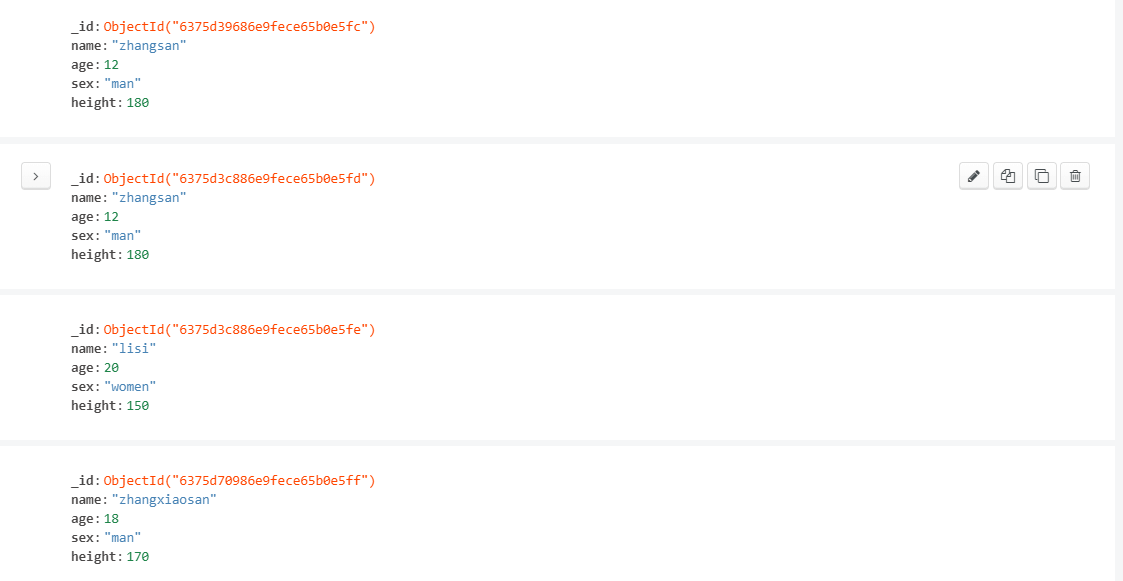 _id: ObjectId("6375d39686e9fece65b0e5fc")
name: "zhangsan"
age: 12
sex: "man"
height: 180
_id: ObjectId("6375d3c886e9fece65b0e5fd")
name: "zhangsan"
age: 12
sex: "man"
height: 180
_id: ObjectId("6375d3c886e9fece65b0e5fe")
name: "lisi"
age: 20
sex: "women"
height: 150
_id: ObjectId("6375d70986e9fece65b0e5ff")
name: "zhangxiaosan"
age: 18
sex: "man"
height: 170